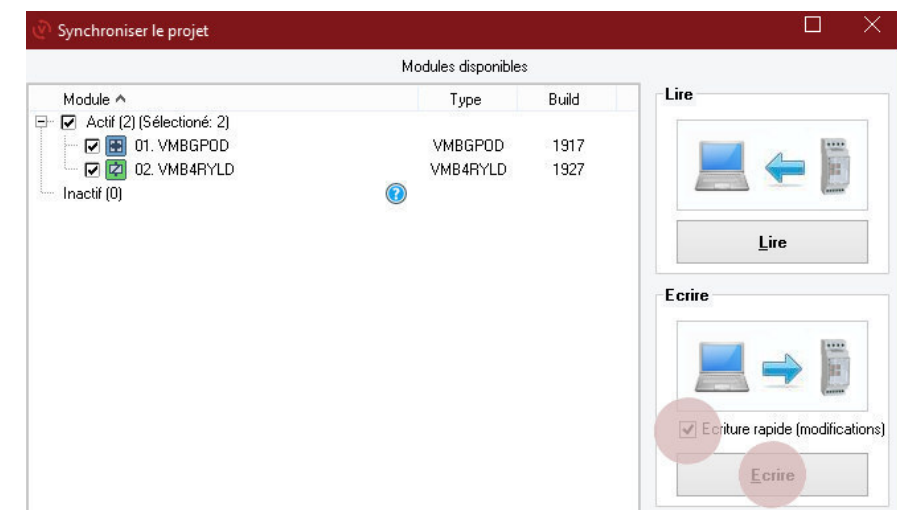 Synchroniser le projet
Modules disponibles
Module Type Build
Actif (2) (Sélectioné: 2)
01. VMBGPOD VMBGPOD 1917
02. VMB4RYLD VMB4RYLD 1927
Inactif (0)
Lire
Lire
Ecrire
Ecriture rapide (modifications)
Ecrire